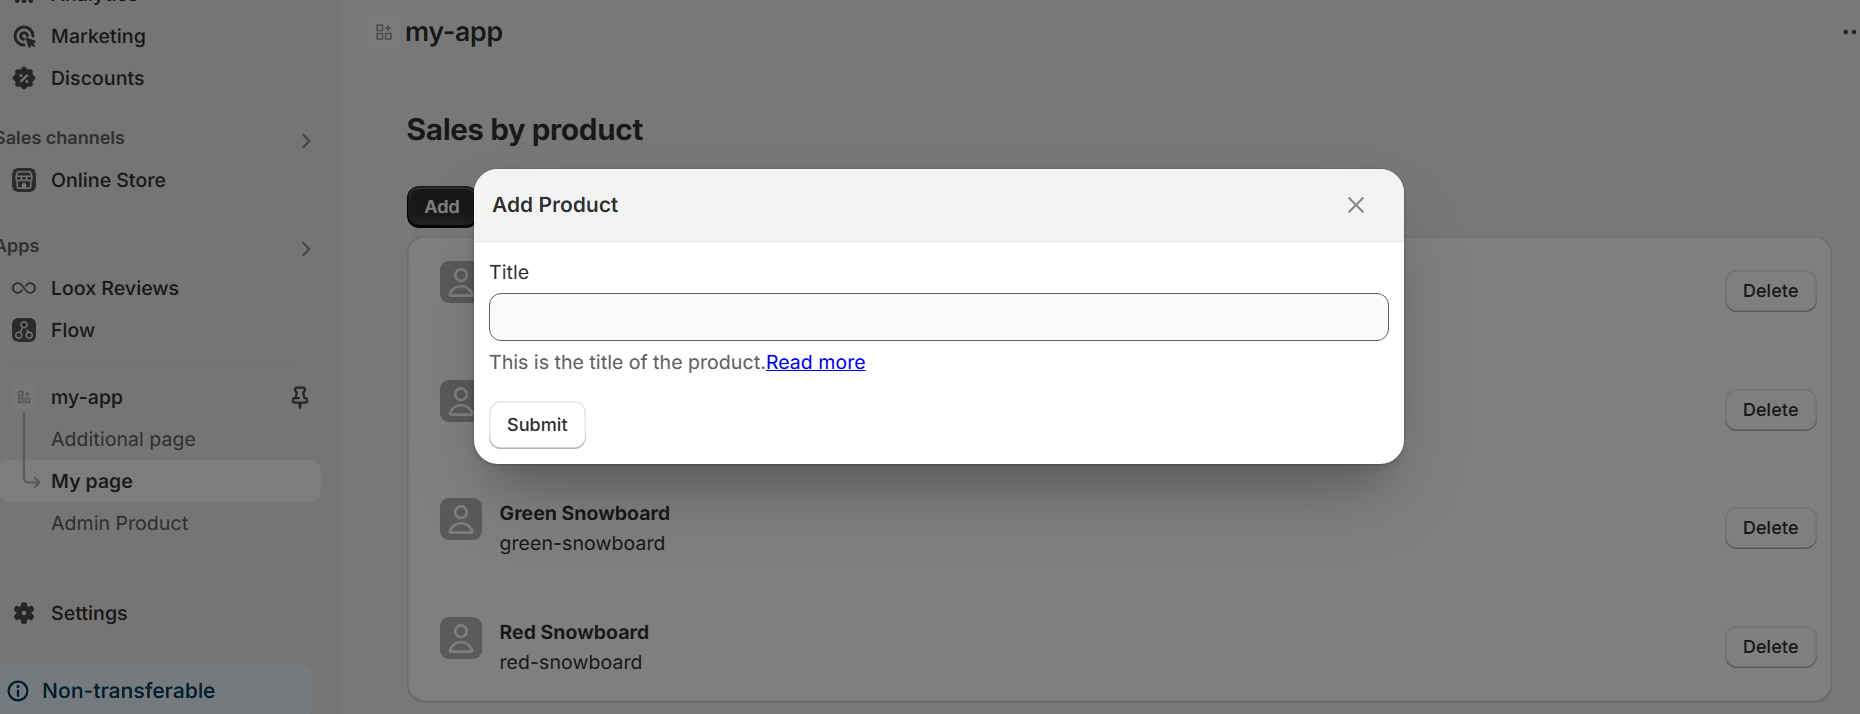 Analytics
Marketing
Discounts
Sales channels
Online Store
Apps
Loox Reviews
Flow
my-app
Additional page
My page
Admin Product
Settings
Non-transferable
my-app
Sales by product
Add
Add Product
Title
This is the title of the product.Read more
Submit
Delete
Delete
Green Snowboard
green-snowboard
Delete
Red Snowboard
red-snowboard
Delete